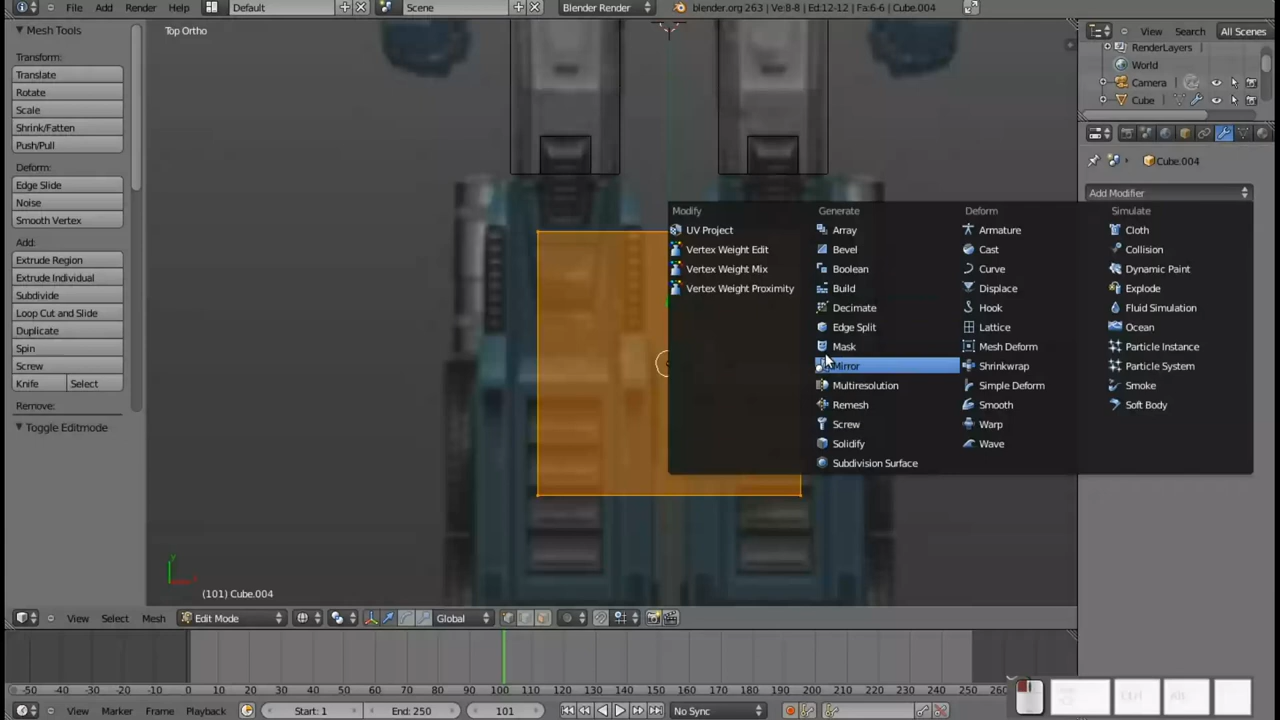 File Add Render Help Default Scene Blender Render blender.org 263 | Ve:8-8 | Ed:12-12 | Fa:6-6 | Cube.004
Mesh Tools
Transform:
Translate
Rotate
Scale
Shrink/Fatten
Push/Pull
Deform:
Edge Slide
Noise
Smooth Vertex
Add:
Extrude Region
Extrude Individual
Subdivide
Loop Cut and Slide
Duplicate
Spin
Screw
Knife Select
Remove:
Toggle Editmode
Top Ortho
Modify
UV Project
Vertex Weight Edit
Vertex Weight Mix
Vertex Weight Proximity
Generate
Array
Bevel
Boolean
Build
Decimate
Edge Split
Mask
Mirror
Multiresolution
Remesh
Screw
Solidify
Subdivision Surface
Deform
Armature
Cast
Curve
Displace
Hook
Lattice
Mesh Deform
Shrinkwrap
Simple Deform
Smooth
Warp
Wave
Simulate
Cloth
Collision
Dynamic Paint
Explode
Fluid Simulation
Ocean
Particle Instance
Particle System
Smoke
Soft Body
View Search All Scenes
RenderLayers
World
Camera
Cube
Cube.004
Add Modifier
(101) Cube.004
View Select Mesh Edit Mode Global
-50 -40 -30 -20 -10 0 10 20 30 40 50 60 70 80 90 100 110 120 130 140 150 160 170 180 190 200 210 220 230 240 250 260
View Marker Frame Playback Start: 1 End: 250 101 No Sync
Ctrl Alt